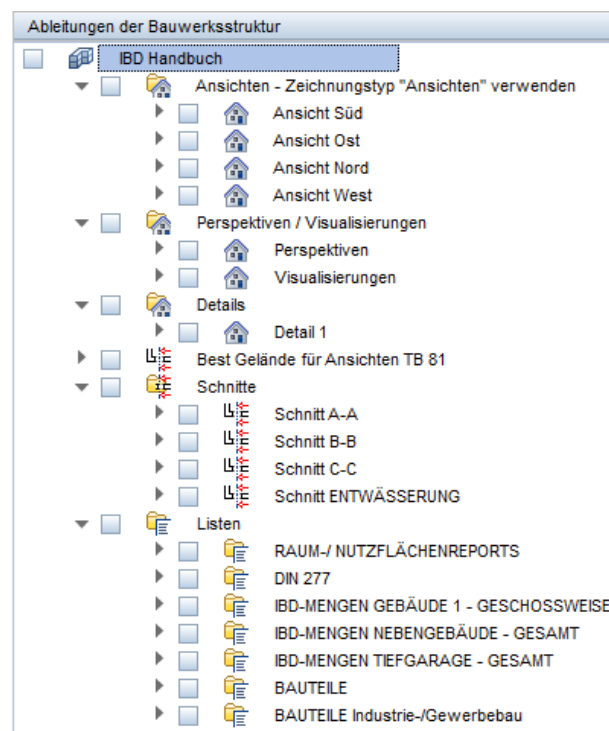 Ableitungen der Bauwerksstruktur
IBD Handbuch
Ansichten - Zeichnungstyp "Ansichten" verwenden
Ansicht Süd
Ansicht Ost
Ansicht Nord
Ansicht West
Perspektiven / Visualisierungen
Perspektiven
Visualisierungen
Details
Detail 1
Best Gelände für Ansichten TB 81
Schnitte
Schnitt A-A
Schnitt B-B
Schnitt C-C
Schnitt ENTWÄSSERUNG
Listen
RAUM-/ NUTZFLÄCHENREPORTS
DIN 277
IBD-MENGEN GEBÄUDE 1 - GESCHOSSWEISE
IBD-MENGEN NEBENGEBÄUDE - GESAMT
IBD-MENGEN TIEFGARAGE - GESAMT
BAUTEILE
BAUTEILE Industrie-/Gewerbebau